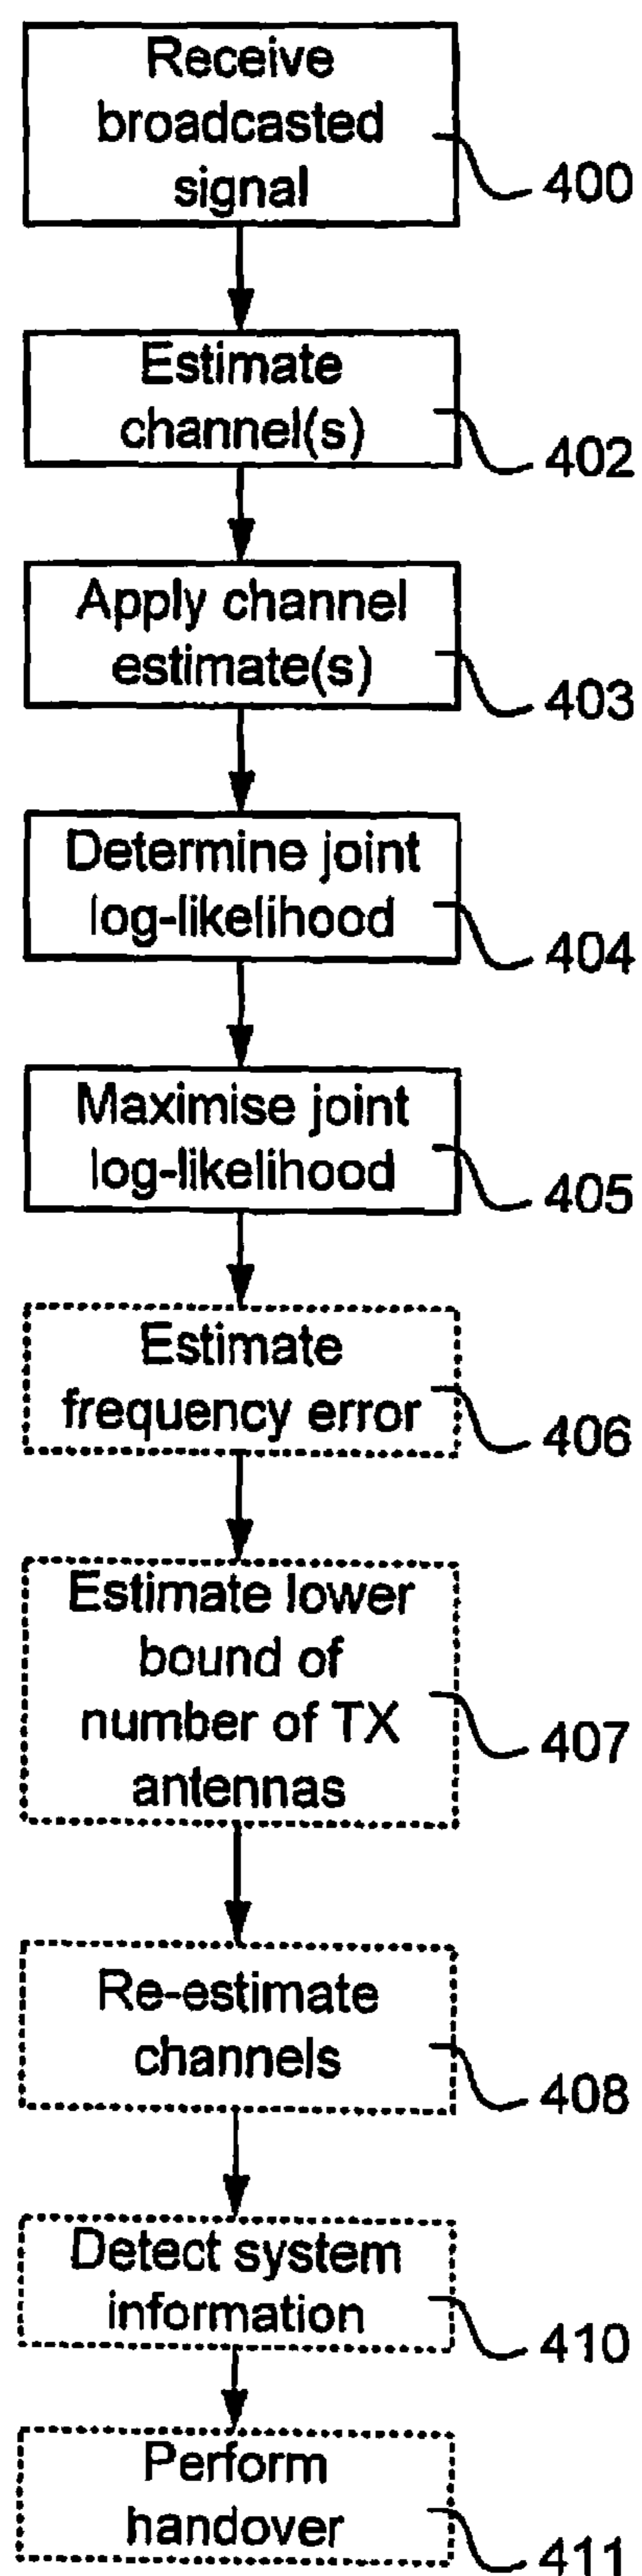 Receive
broadcasted
signal
400
Estimate
channel(s)
402
Apply channel
estimate(s)
403
Determine joint
log-likelihood
404
Maximise joint
log-likelihood
405
Estimate
frequency error
406
Estimate lower
bound of
number of TX
antennas
407
Re-estimate
channels
408
Detect system
information
410
Perform
handover
411